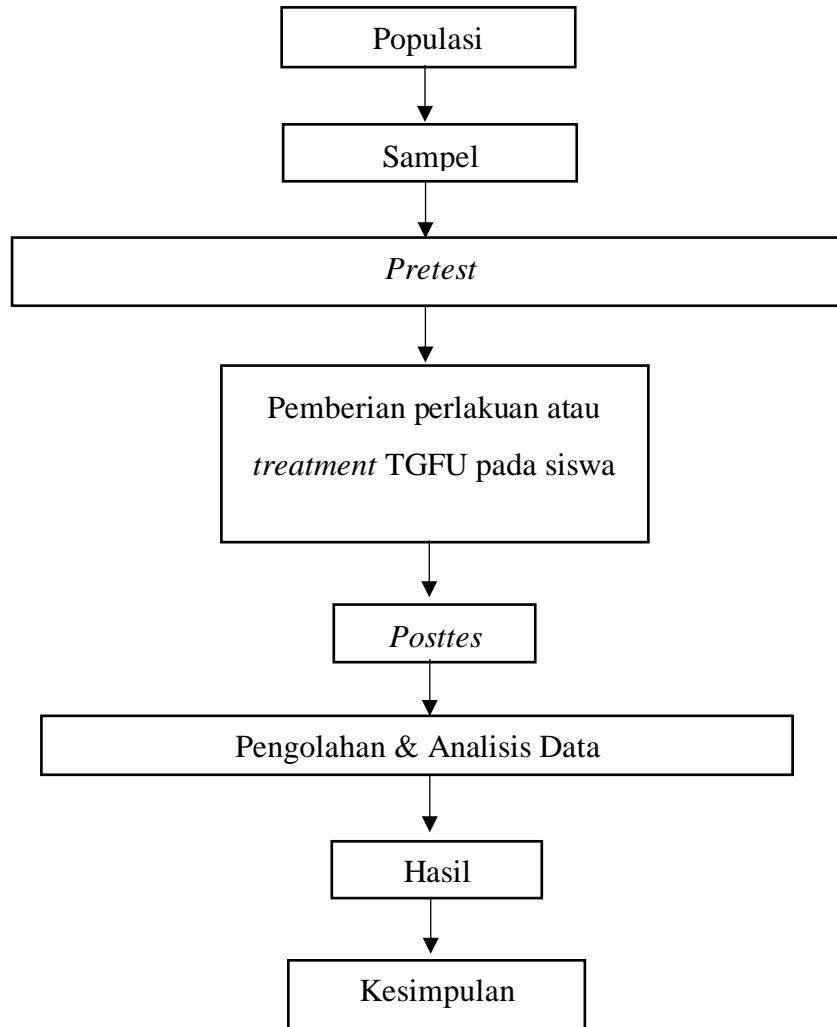 Populasi
Sampel
Pretest
Pemberian perlakuan atau
treatment TGFU pada siswa
Posttes
Pengolahan & Analisis Data
Hasil
Kesimpulan